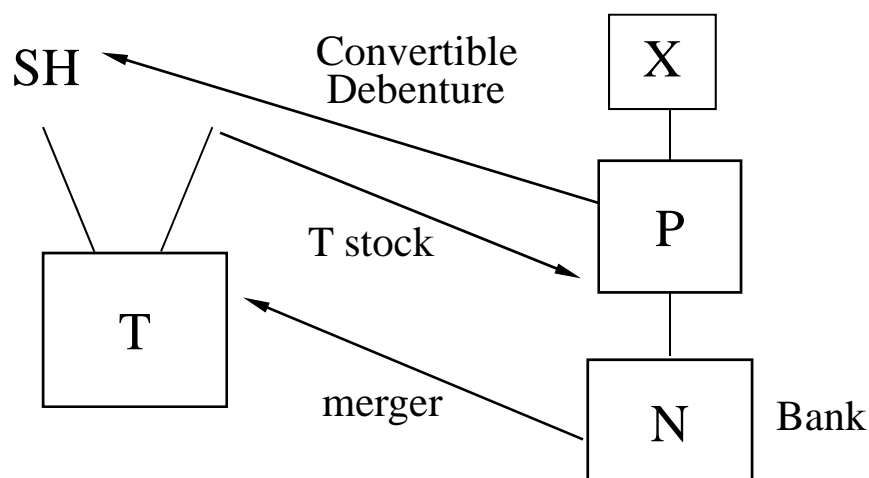 SH
Convertible
Debenture
X
P
T stock
T
merger
N
Bank